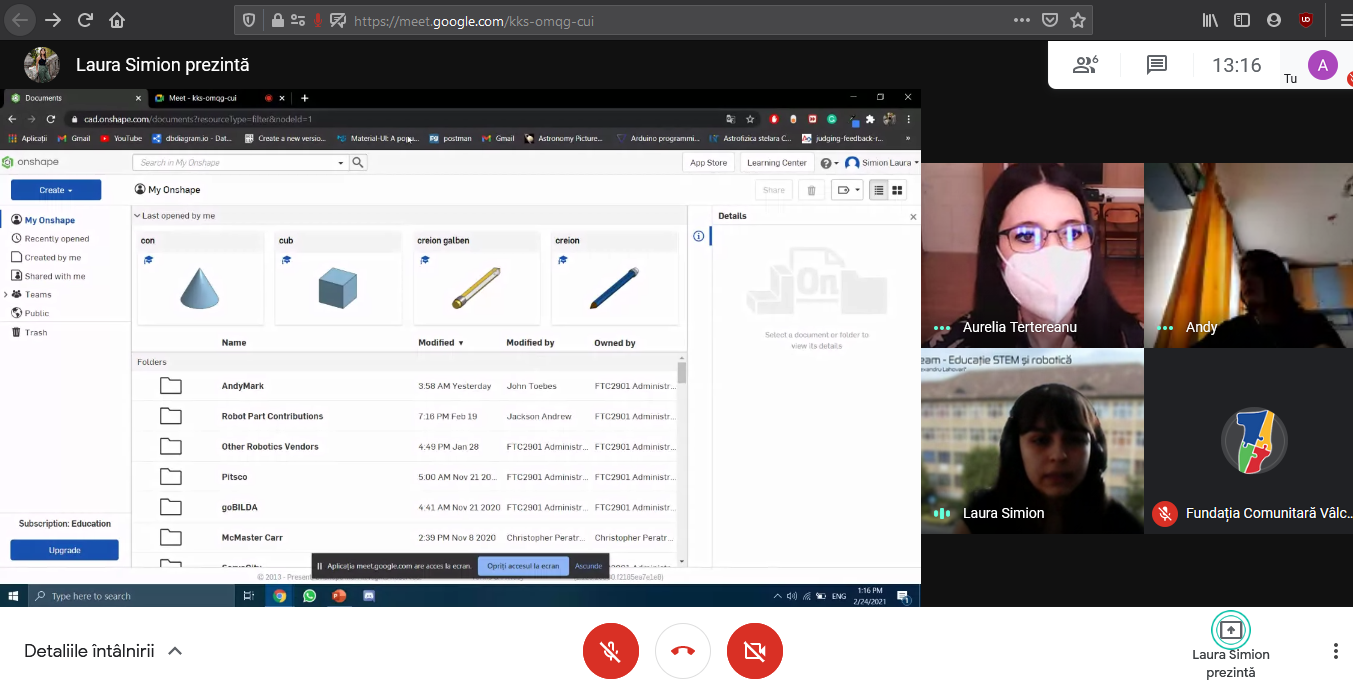 https://meet.google.com/kks-omqg-cui
Laura Simion prezintă
6
13:16
Tu
A
Documents
Meet - kks-omqg-cui
cad.onshape.com/documents?resourceType=filter&nodeId=1
Aplicații
Gmail
YouTube
dbdiagram.io - Dat...
Create a new versio...
Material-UI: A popu...
postman
Gmail
Astronomy Picture...
Arduino programmi...
Astrofizica stelara C...
judging-feedback-r...
»
onshape
Search in My Onshape
App Store
Learning Center
Simion Laura
Create
My Onshape
Share
My Onshape
Recently opened
Created by me
Shared with me
Teams
Public
Trash
Last opened by me
con
cub
creion galben
creion
Details
Select a document or folder to
view its details
Name Modified Modified by Owned by
Folders
AndyMark 3:58 AM Yesterday John Toebes FTC2901 Administr...
Robot Part Contributions 7:16 PM Feb 19 Jackson Andrew FTC2901 Administr...
Other Robotics Vendors 4:49 PM Jan 28 FTC2901 Administr... FTC2901 Administr...
Pitsco 5:00 AM Nov 21 20... FTC2901 Administr... FTC2901 Administr...
goBILDA 4:41 AM Nov 21 2020 FTC2901 Administr... FTC2901 Administr...
McMaster Carr 2:39 PM Nov 8 2020 Christopher Peratr... Christopher Peratr...
Subscription: Education
Upgrade
Aplicația meet.google.com are acces la ecran.
Opriți accesul la ecran
Ascunde
© 2013 - Present
Type here to search
ENG
1:16 PM
2/24/2021
Aurelia Tertereanu
Andy
eam - Educație STEM și robotică
Laura Simion
Fundația Comunitară Vâlc...
Detaliile întâlnirii
Laura Simion
prezintă